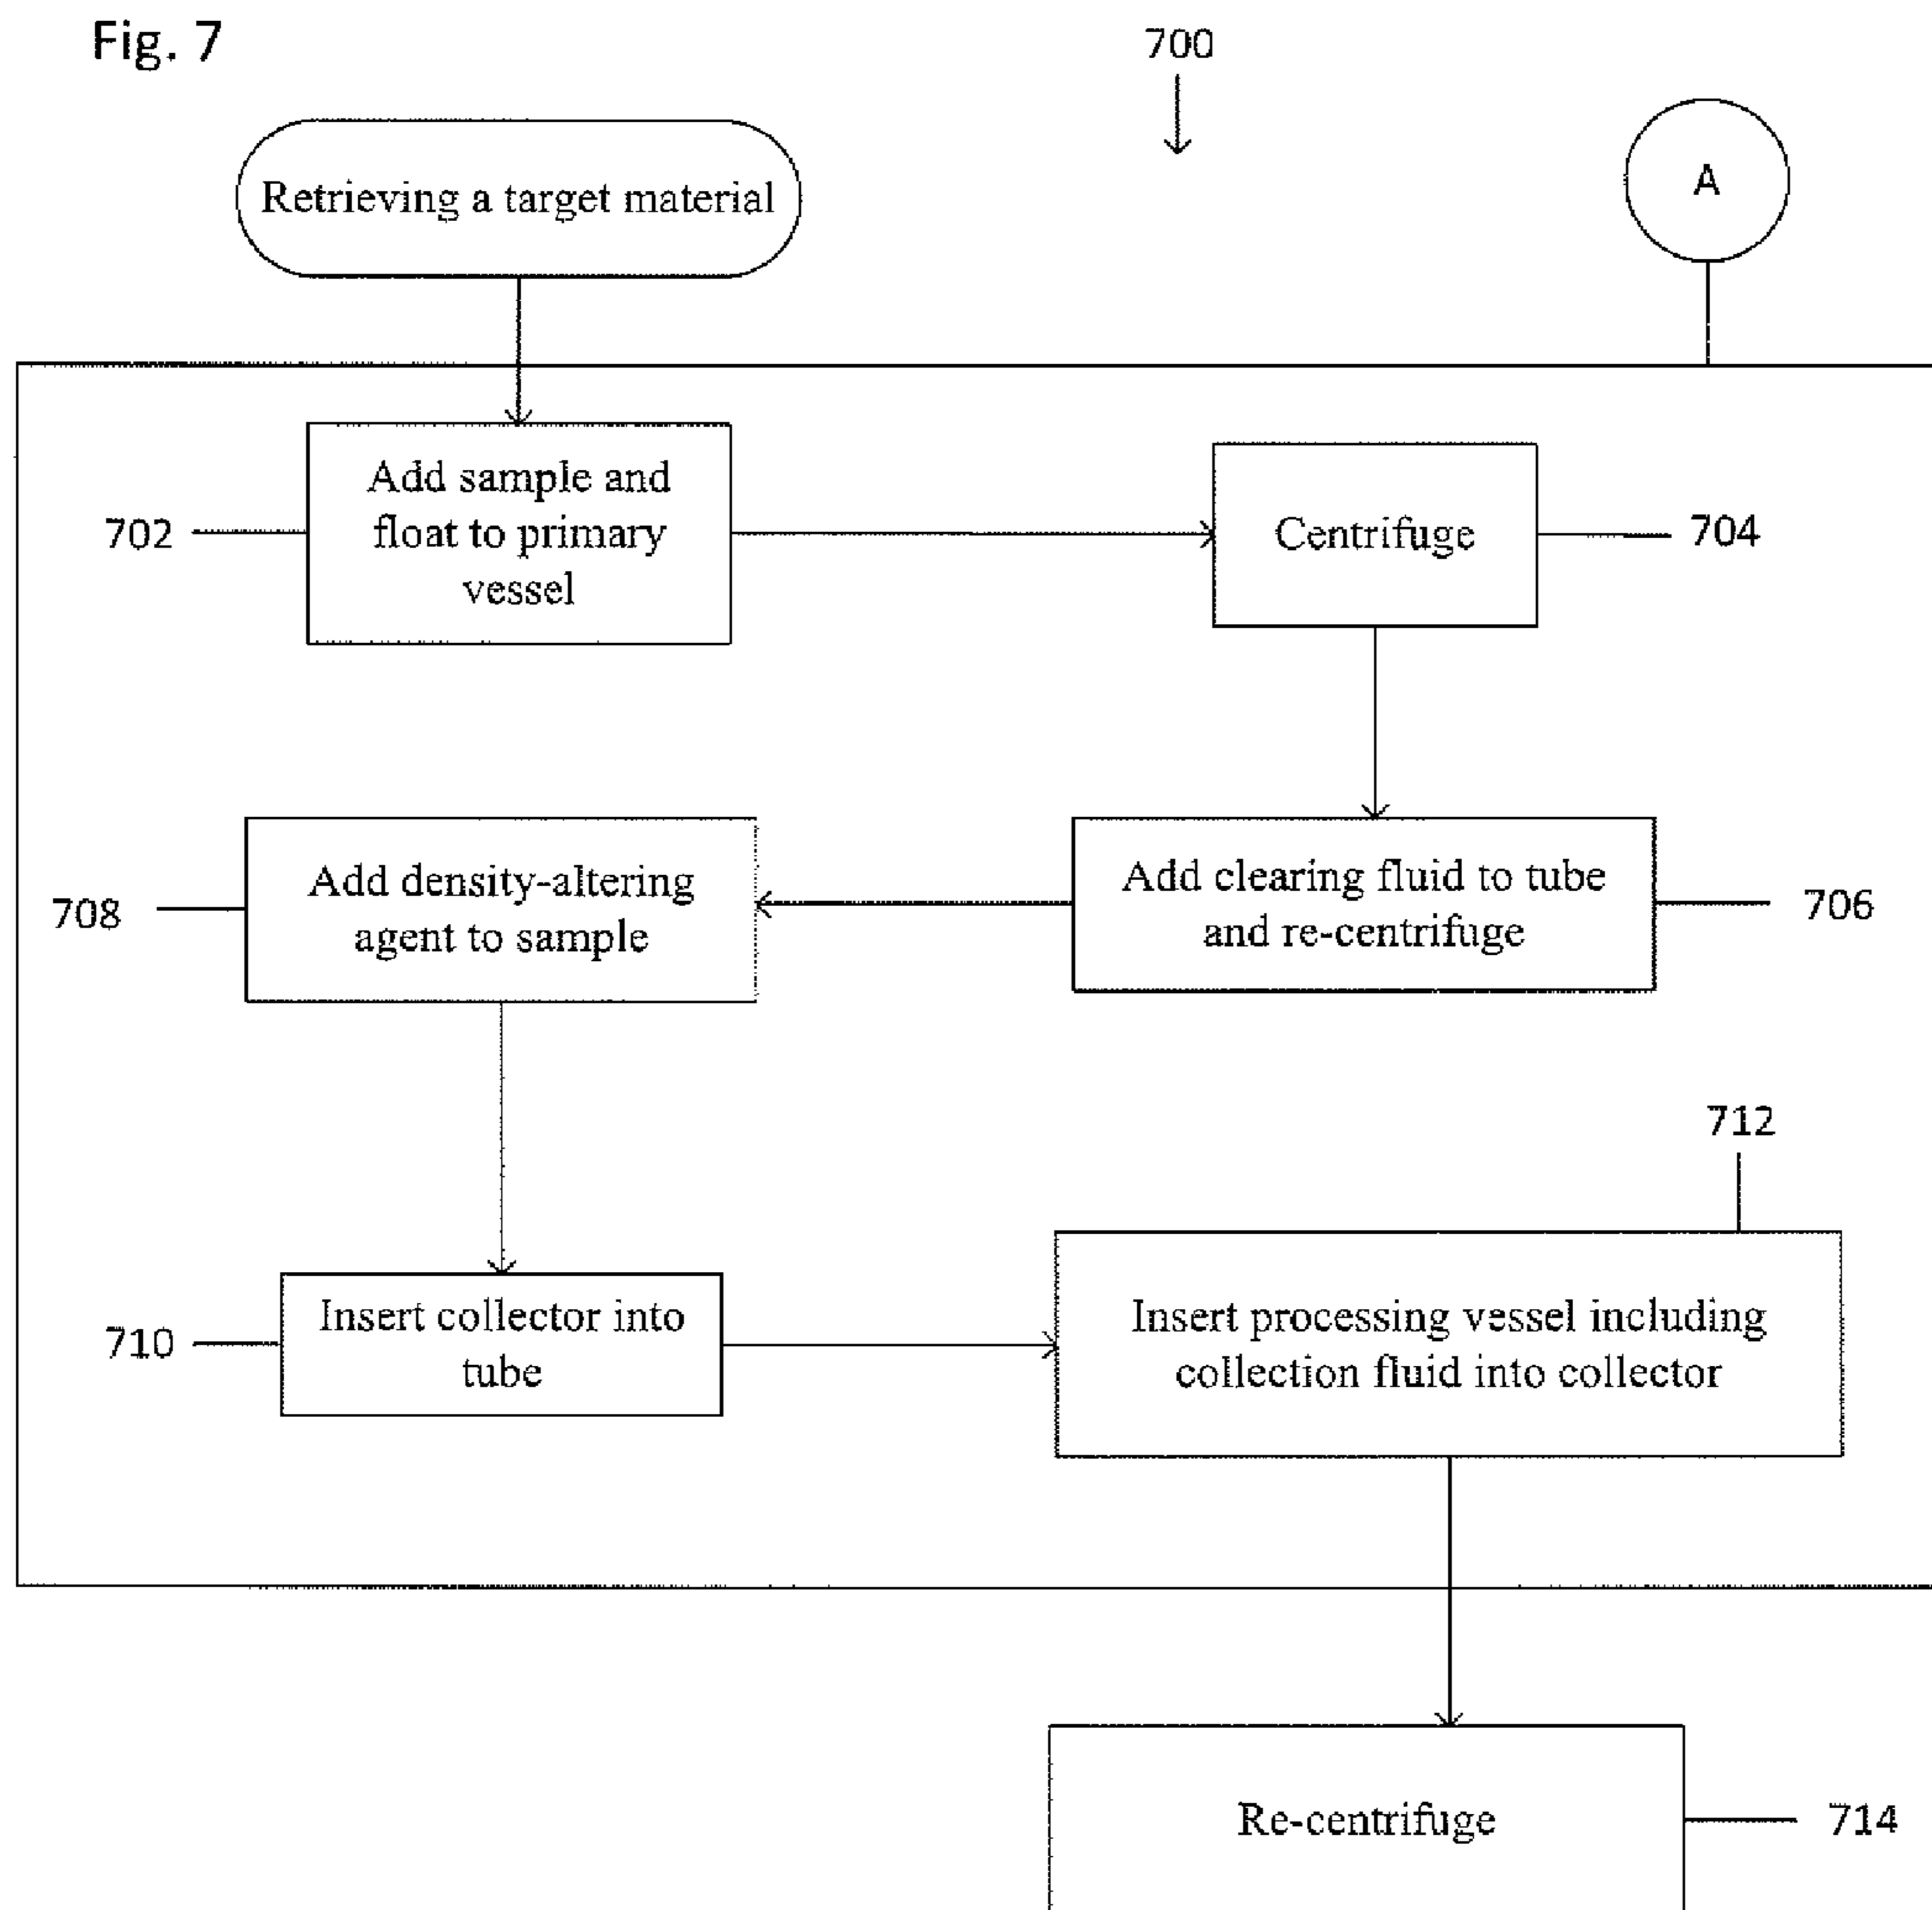 Fig. 7
700
Retrieving a target material
A
702
Add sample and
float to primary
vessel
Centrifuge
704
708
Add density-altering
agent to sample
Add clearing fluid to tube
and re-centrifuge
706
712
710
Insert collector into
tube
Insert processing vessel including
collection fluid into collector
Re-centrifuge
714